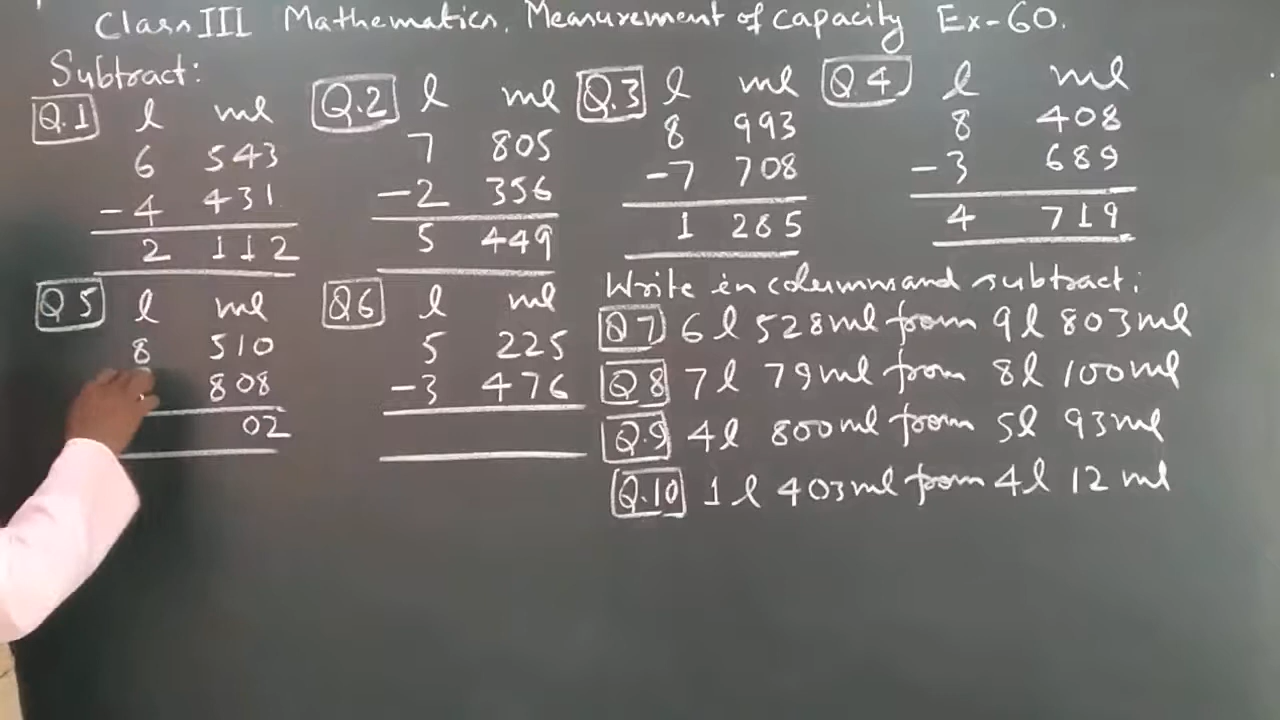 Class III Mathematics. Measurement of capacity Ex-60.
Subtract:
Q.1 l ml
6 543
-4 431
2 112
Q.2 l ml
7 805
-2 356
5 449
Q.3 l ml
8 993
-7 708
1 285
Q 4 l ml
8 408
-3 689
4 719
Q 5 l ml
8 510
808
02
Q6 l ml
5 225
-3 476
Write in columns and subtract:
Q 7 6 l 528 ml from 9 l 803 ml
Q 8 7 l 79 ml from 8 l 100 ml
Q.9 4 l 800 ml from 5 l 93 ml
Q.10 1 l 403 ml from 4 l 12 ml